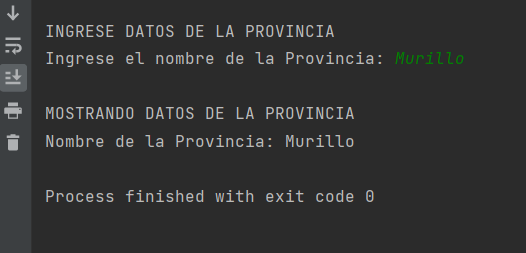 INGRESE DATOS DE LA PROVINCIA
Ingrese el nombre de la Provincia: Murillo
MOSTRANDO DATOS DE LA PROVINCIA
Nombre de la Provincia: Murillo
Process finished with exit code 0